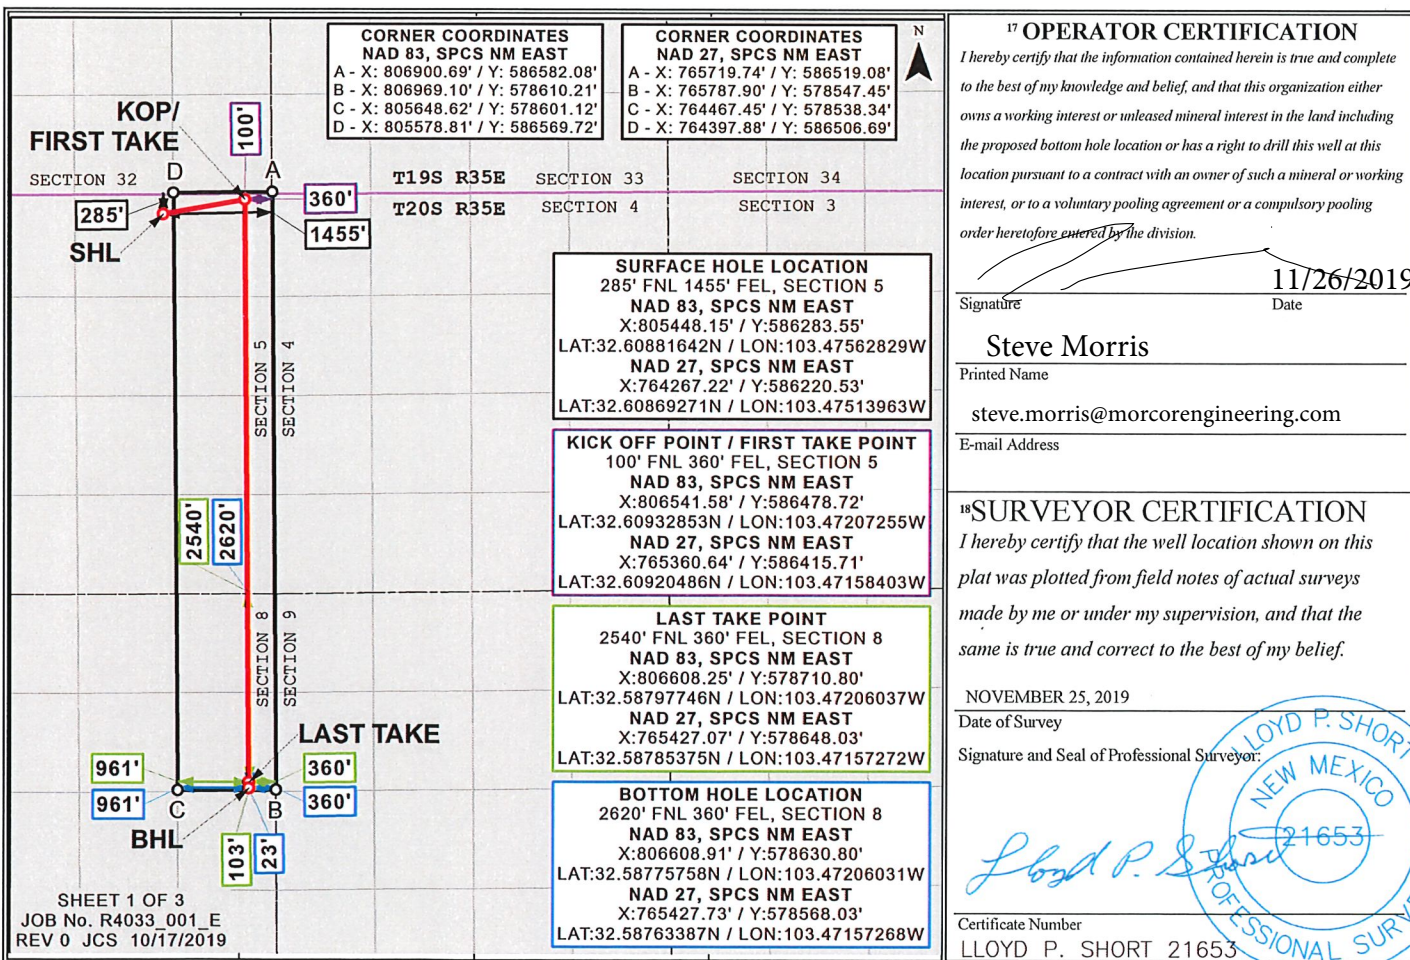 CORNER COORDINATES
NAD 83, SPCS NM EAST
A - X: 806900.69' / Y: 586582.08'
B - X: 806969.10' / Y: 578610.21'
C - X: 805648.62' / Y: 578601.12'
D - X: 805578.81' / Y: 586569.72'
CORNER COORDINATES
NAD 27, SPCS NM EAST
A - X: 765719.74' / Y: 586519.08'
B - X: 765787.90' / Y: 578547.45'
C - X: 764467.45' / Y: 578538.34'
D - X: 764397.88' / Y: 586506.69'
N
KOP/
FIRST TAKE
100'
SECTION 32
D
A
T19S R35E
SECTION 33
SECTION 34
285'
360'
T20S R35E
SECTION 4
SECTION 3
SHL
1455'
SECTION 5
SECTION 4
2540'
2620'
SECTION 8
SECTION 9
LAST TAKE
961'
360'
961'
C
B
360'
BHL
103'
23'
SHEET 1 OF 3
JOB No. R4033_001_E
REV 0 JCS 10/17/2019
SURFACE HOLE LOCATION
285' FNL 1455' FEL, SECTION 5
NAD 83, SPCS NM EAST
X:805448.15' / Y:586283.55'
LAT:32.60881642N / LON:103.47562829W
NAD 27, SPCS NM EAST
X:764267.22' / Y:586220.53'
LAT:32.60869271N / LON:103.47513963W
KICK OFF POINT / FIRST TAKE POINT
100' FNL 360' FEL, SECTION 5
NAD 83, SPCS NM EAST
X:806541.58' / Y:586478.72'
LAT:32.60932853N / LON:103.47207255W
NAD 27, SPCS NM EAST
X:765360.64' / Y:586415.71'
LAT:32.60920486N / LON:103.47158403W
LAST TAKE POINT
2540' FNL 360' FEL, SECTION 8
NAD 83, SPCS NM EAST
X:806608.25' / Y:578710.80'
LAT:32.58797746N / LON:103.47206037W
NAD 27, SPCS NM EAST
X:765427.07' / Y:578648.03'
LAT:32.58785375N / LON:103.47157272W
BOTTOM HOLE LOCATION
2620' FNL 360' FEL, SECTION 8
NAD 83, SPCS NM EAST
X:806608.91' / Y:578630.80'
LAT:32.58775758N / LON:103.47206031W
NAD 27, SPCS NM EAST
X:765427.73' / Y:578568.03'
LAT:32.58763387N / LON:103.47157268W
17 OPERATOR CERTIFICATION
I hereby certify that the information contained herein is true and complete
to the best of my knowledge and belief, and that this organization either
owns a working interest or unleased mineral interest in the land including
the proposed bottom hole location or has a right to drill this well at this
location pursuant to a contract with an owner of such a mineral or working
interest, or to a voluntary pooling agreement or a compulsory pooling
order heretofore entered by the division.
11/26/2019
Signature Date
Steve Morris
Printed Name
steve.morris@morcorengineering.com
E-mail Address
18SURVEYOR CERTIFICATION
I hereby certify that the well location shown on this
plat was plotted from field notes of actual surveys
made by me or under my supervision, and that the
same is true and correct to the best of my belief.
NOVEMBER 25, 2019
Date of Survey
Signature and Seal of Professional Surveyor:
LLOYD P. SHORT
NEW MEXICO
21653
PROFESSIONAL SURVE
Lloyd P. Short
Certificate Number
LLOYD P. SHORT 21653